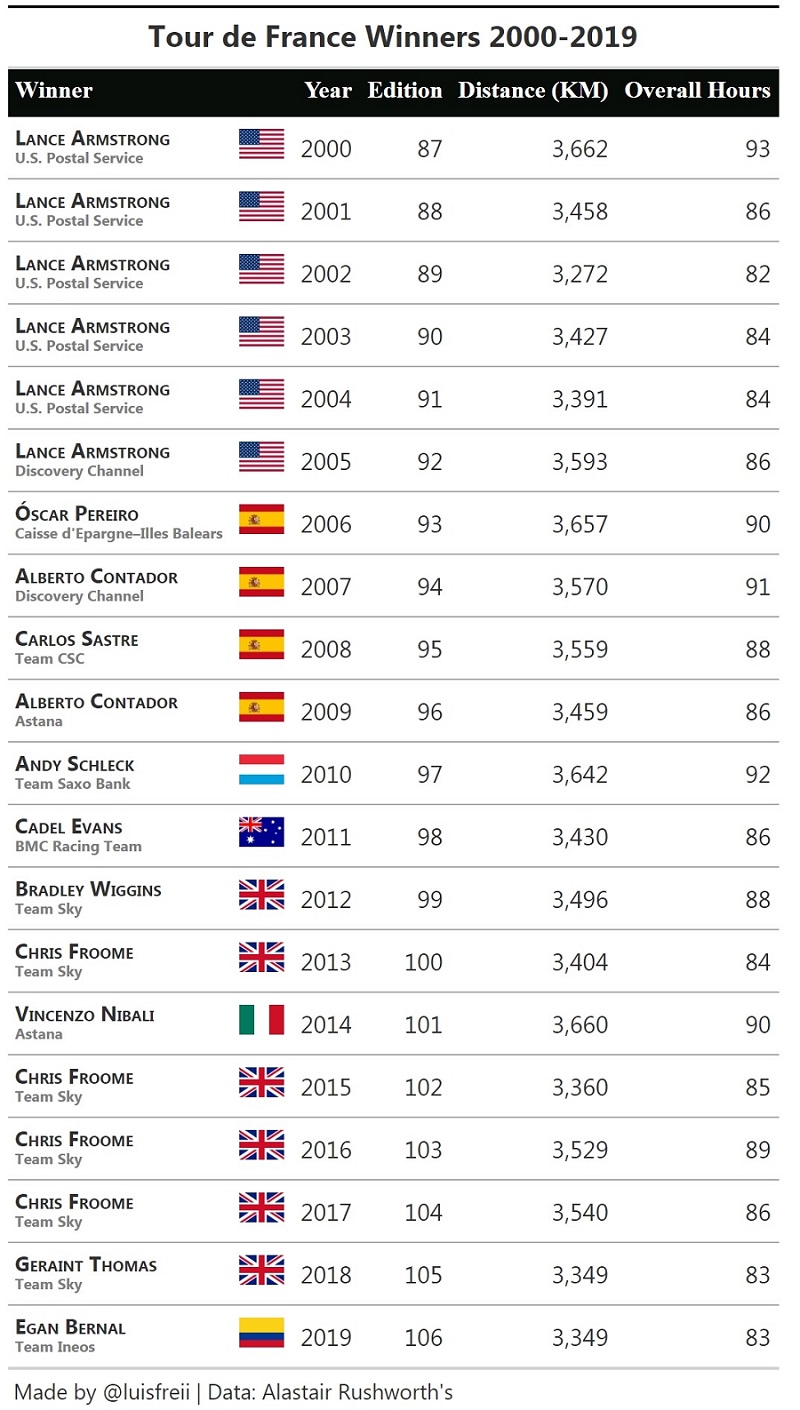 Tour de France Winners 2000-2019
Winner Year Edition Distance (KM) Overall Hours
Lance Armstrong
U.S. Postal Service
2000 87 3,662 93
Lance Armstrong
U.S. Postal Service
2001 88 3,458 86
Lance Armstrong
U.S. Postal Service
2002 89 3,272 82
Lance Armstrong
U.S. Postal Service
2003 90 3,427 84
Lance Armstrong
U.S. Postal Service
2004 91 3,391 84
Lance Armstrong
Discovery Channel
2005 92 3,593 86
Óscar Pereiro
Caisse d'Epargne–Illes Balears
2006 93 3,657 90
Alberto Contador
Discovery Channel
2007 94 3,570 91
Carlos Sastre
Team CSC
2008 95 3,559 88
Alberto Contador
Astana
2009 96 3,459 86
Andy Schleck
Team Saxo Bank
2010 97 3,642 92
Cadel Evans
BMC Racing Team
2011 98 3,430 86
Bradley Wiggins
Team Sky
2012 99 3,496 88
Chris Froome
Team Sky
2013 100 3,404 84
Vincenzo Nibali
Astana
2014 101 3,660 90
Chris Froome
Team Sky
2015 102 3,360 85
Chris Froome
Team Sky
2016 103 3,529 89
Chris Froome
Team Sky
2017 104 3,540 86
Geraint Thomas
Team Sky
2018 105 3,349 83
Egan Bernal
Team Ineos
2019 106 3,349 83
Made by @luisfreii | Data: Alastair Rushworth's